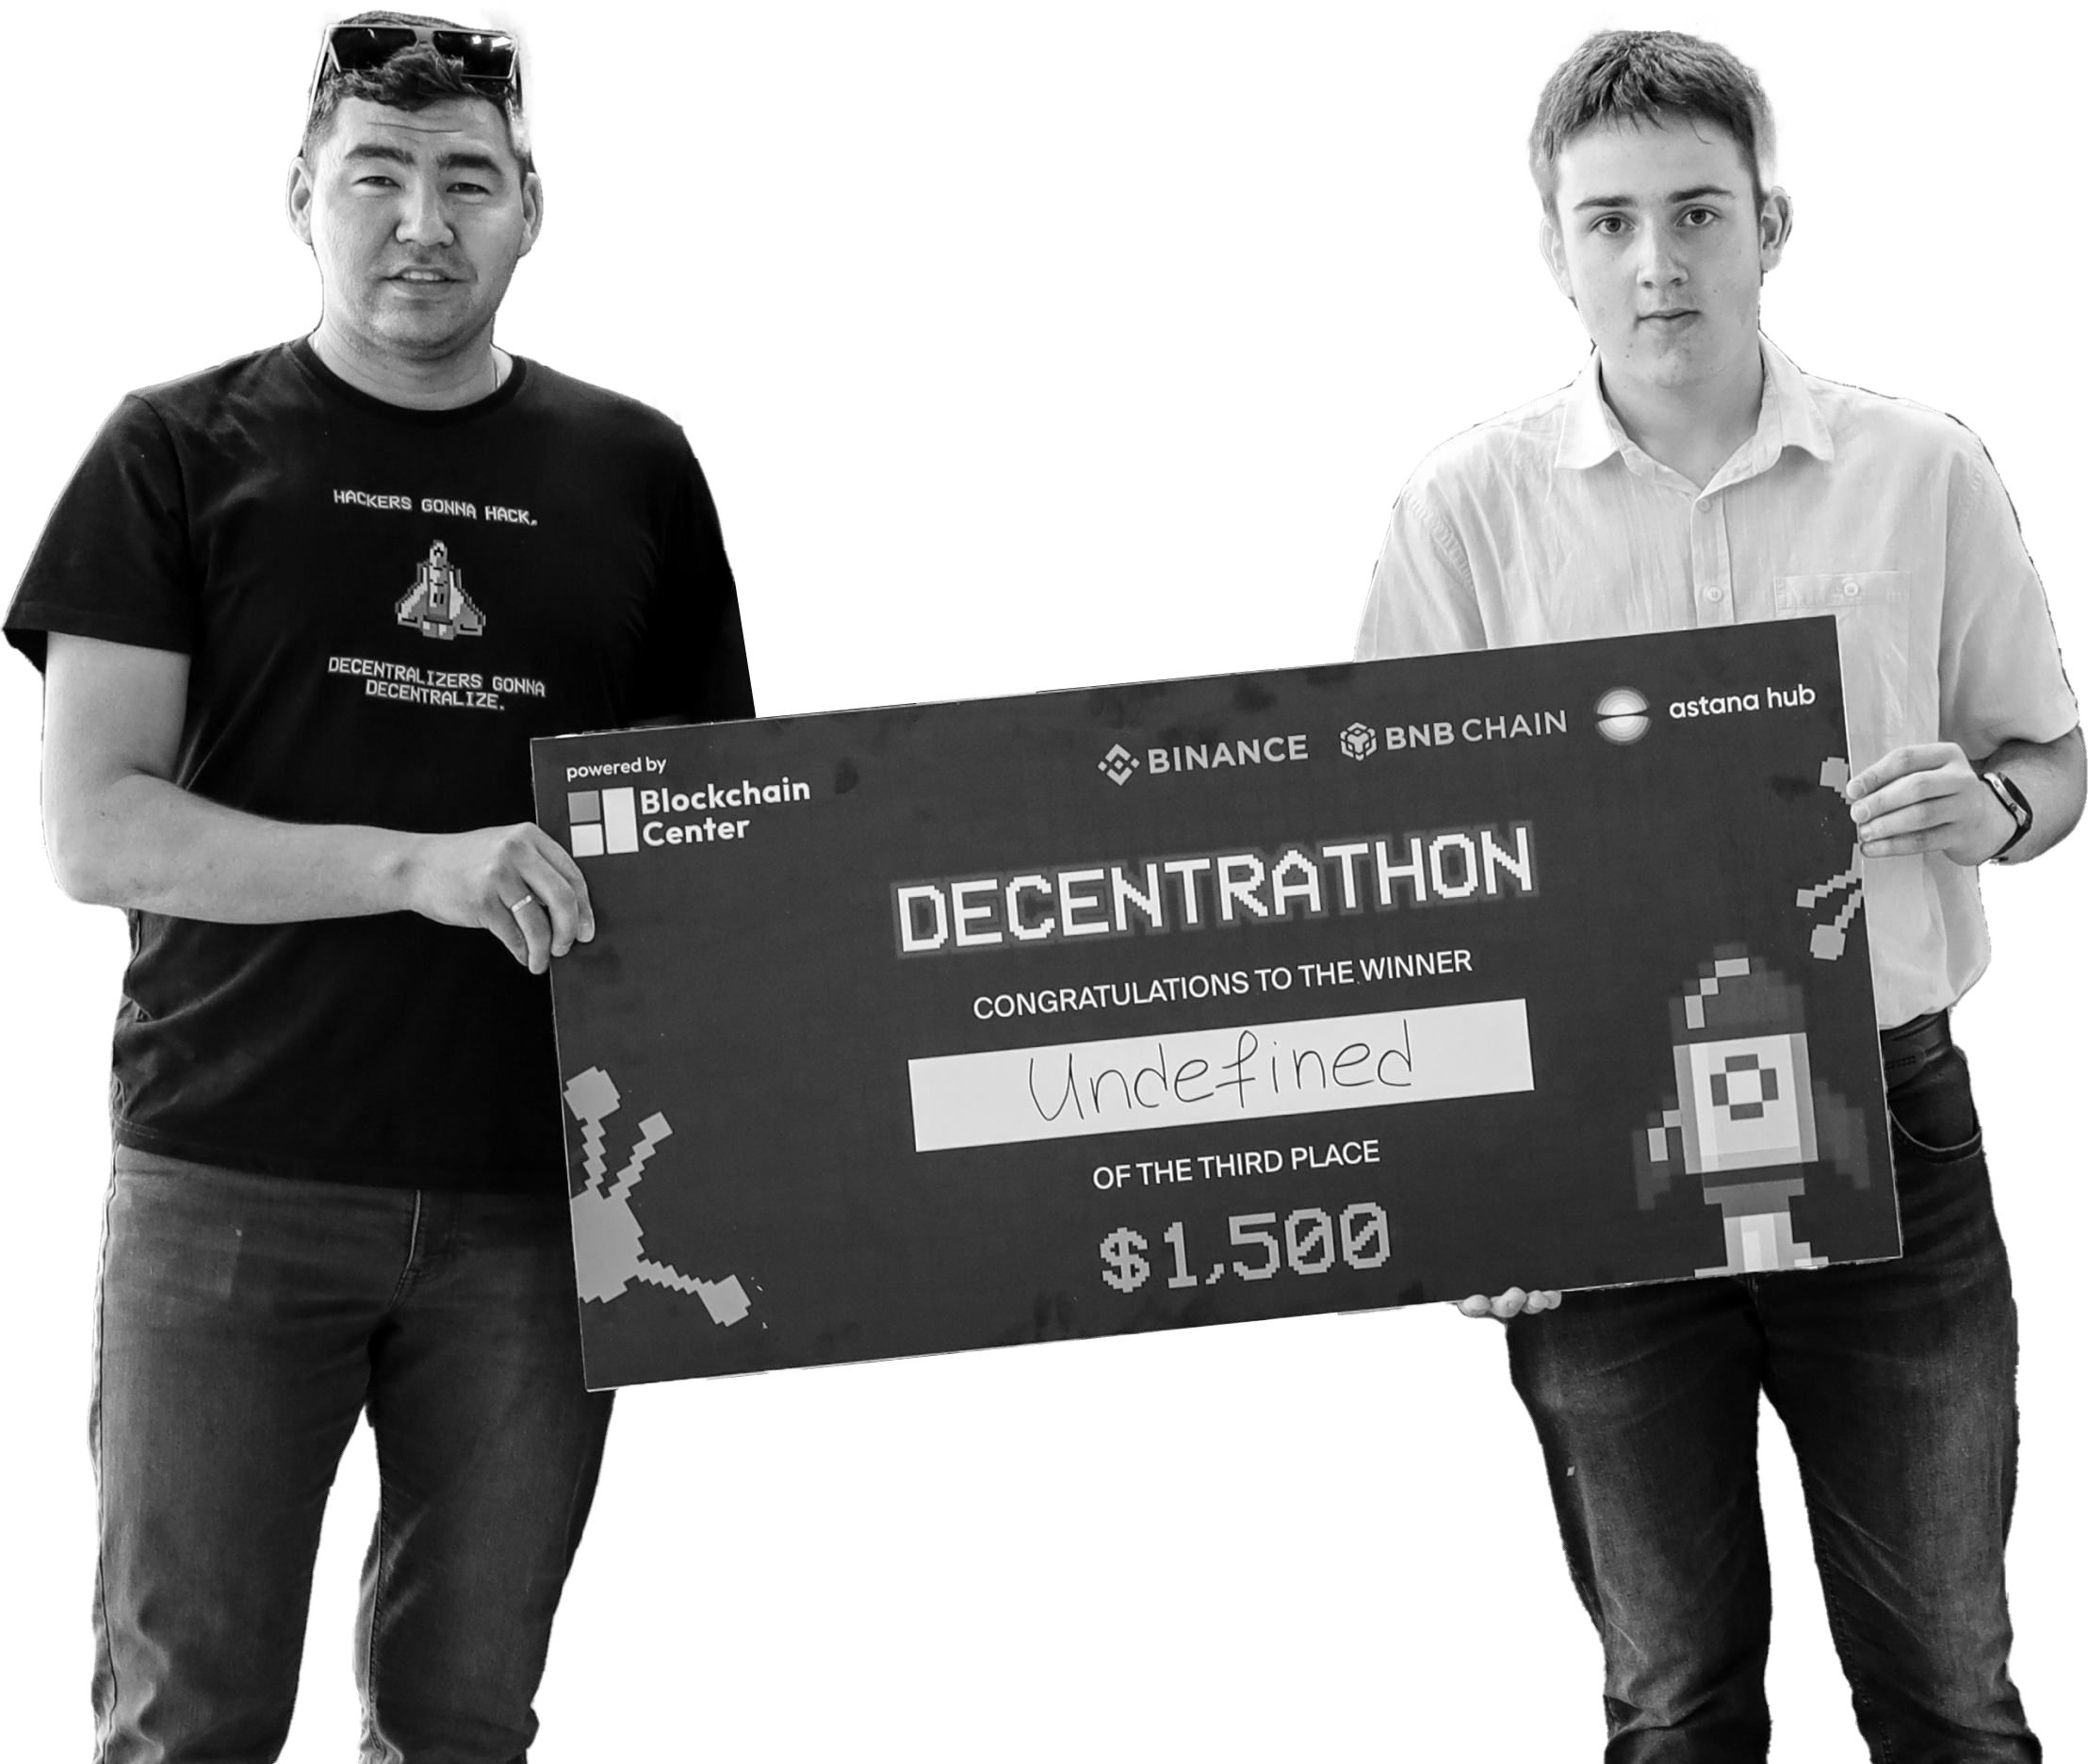 HACKERS GONNA HACK,
DECENTRALIZERS GONNA
DECENTRALIZE.
powered by
Blockchain
Center
BINANCE
BNB CHAIN
astana hub
DECENTRATHON
CONGRATULATIONS TO THE WINNER
Undefined
OF THE THIRD PLACE
$1,500